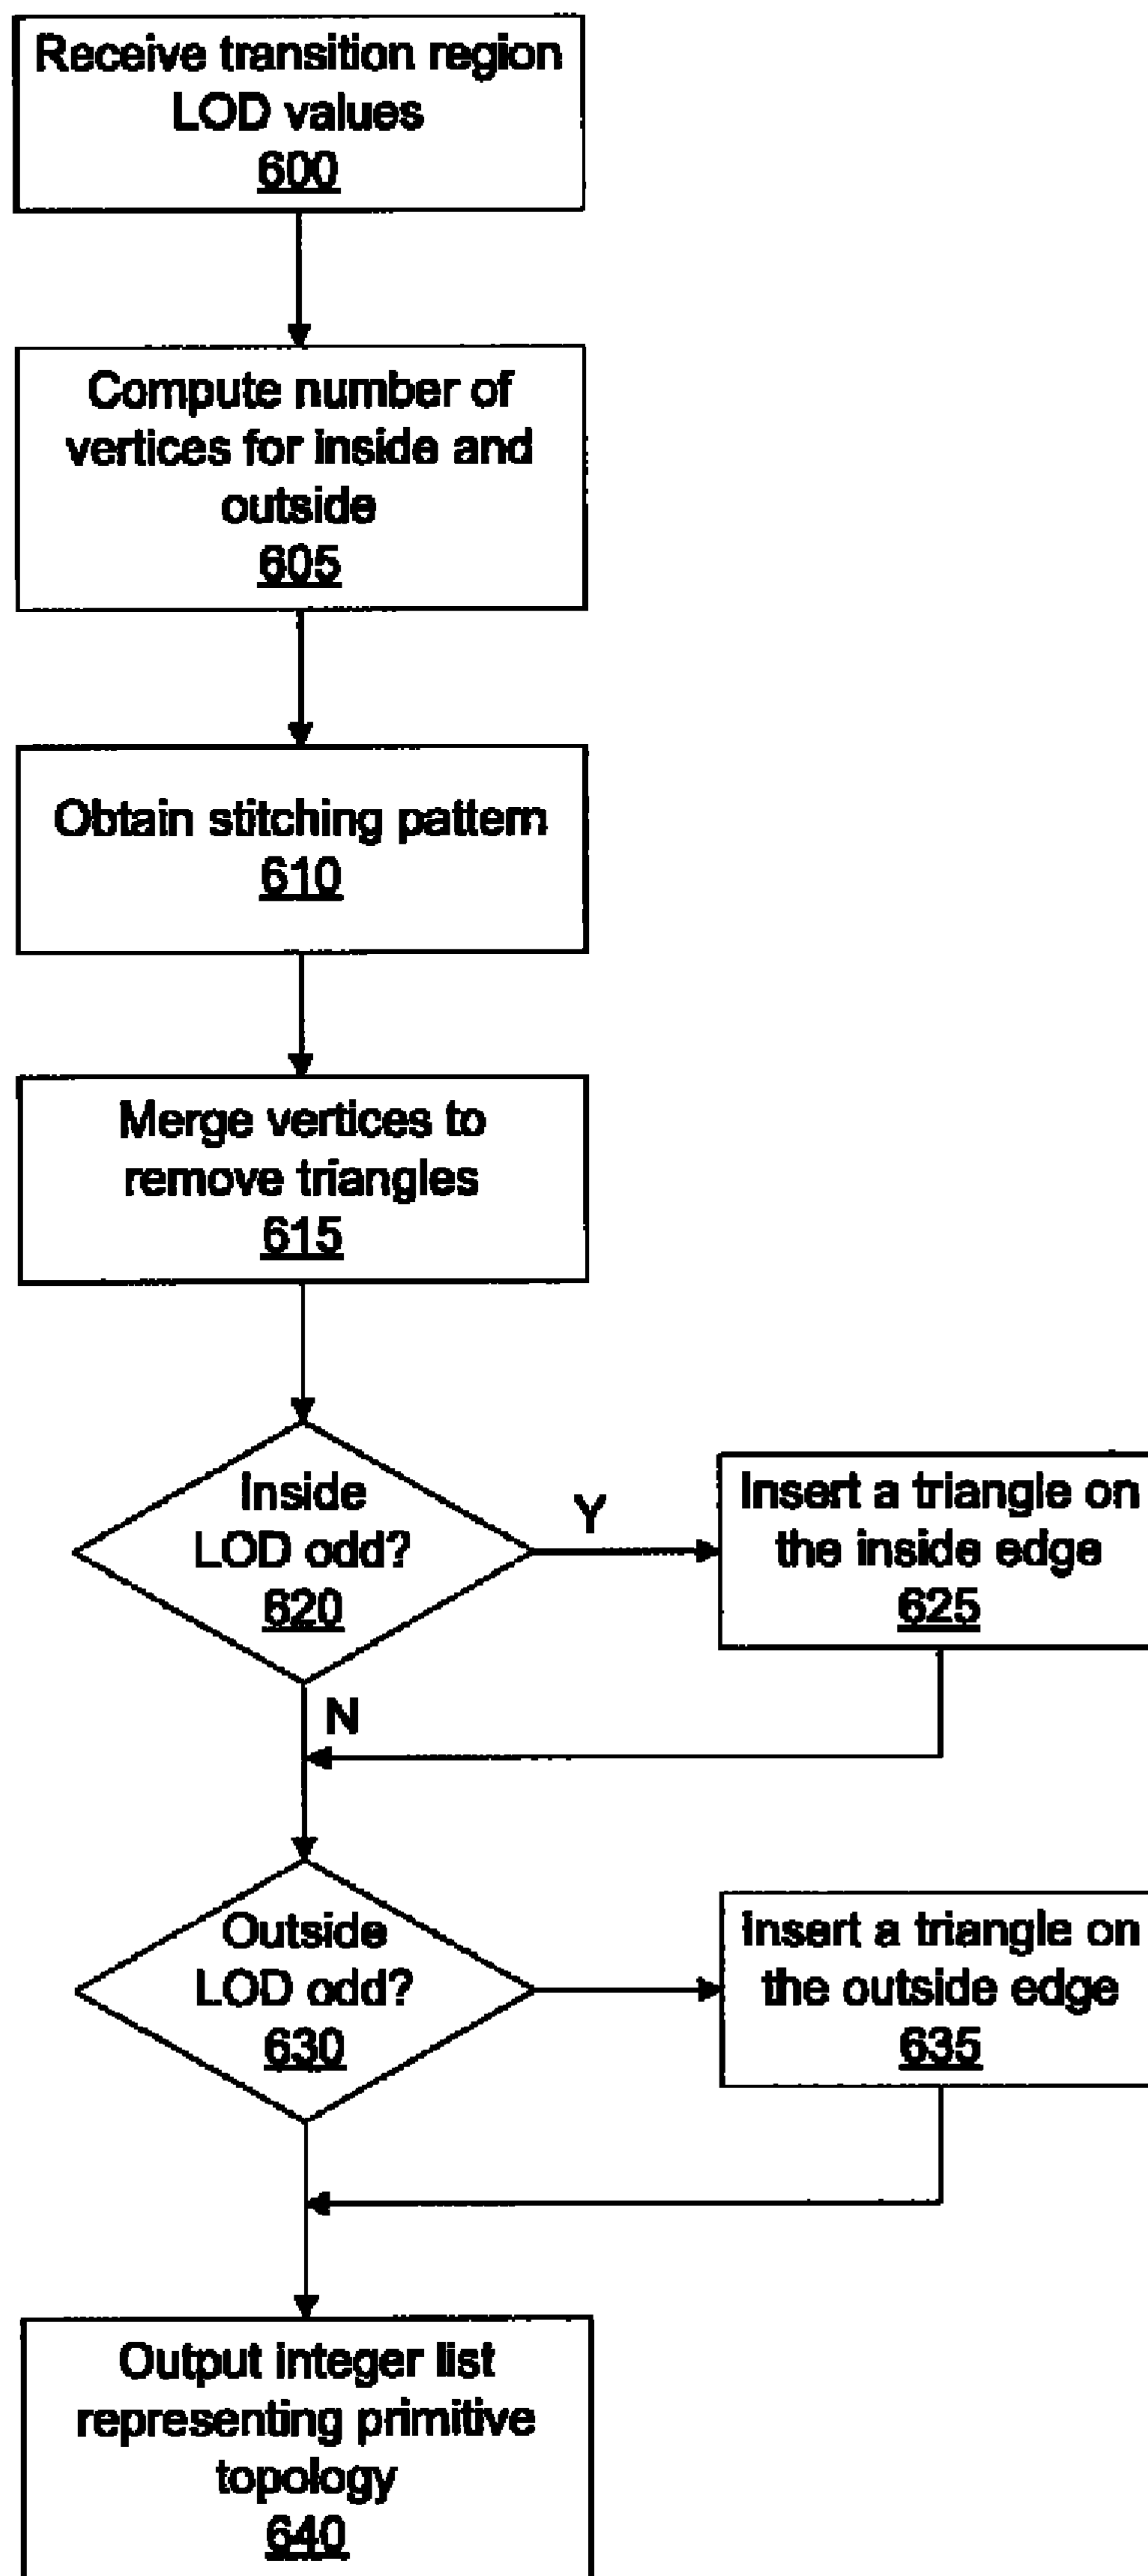 Receive transition region
LOD values
600
Compute number of
vertices for inside and
outside
605
Obtain stitching pattern
610
Merge vertices to
remove triangles
615
Inside
LOD odd?
620
Y
Insert a triangle on
the inside edge
625
N
Outside
LOD odd?
630
Insert a triangle on
the outside edge
635
Output integer list
representing primitive
topology
640